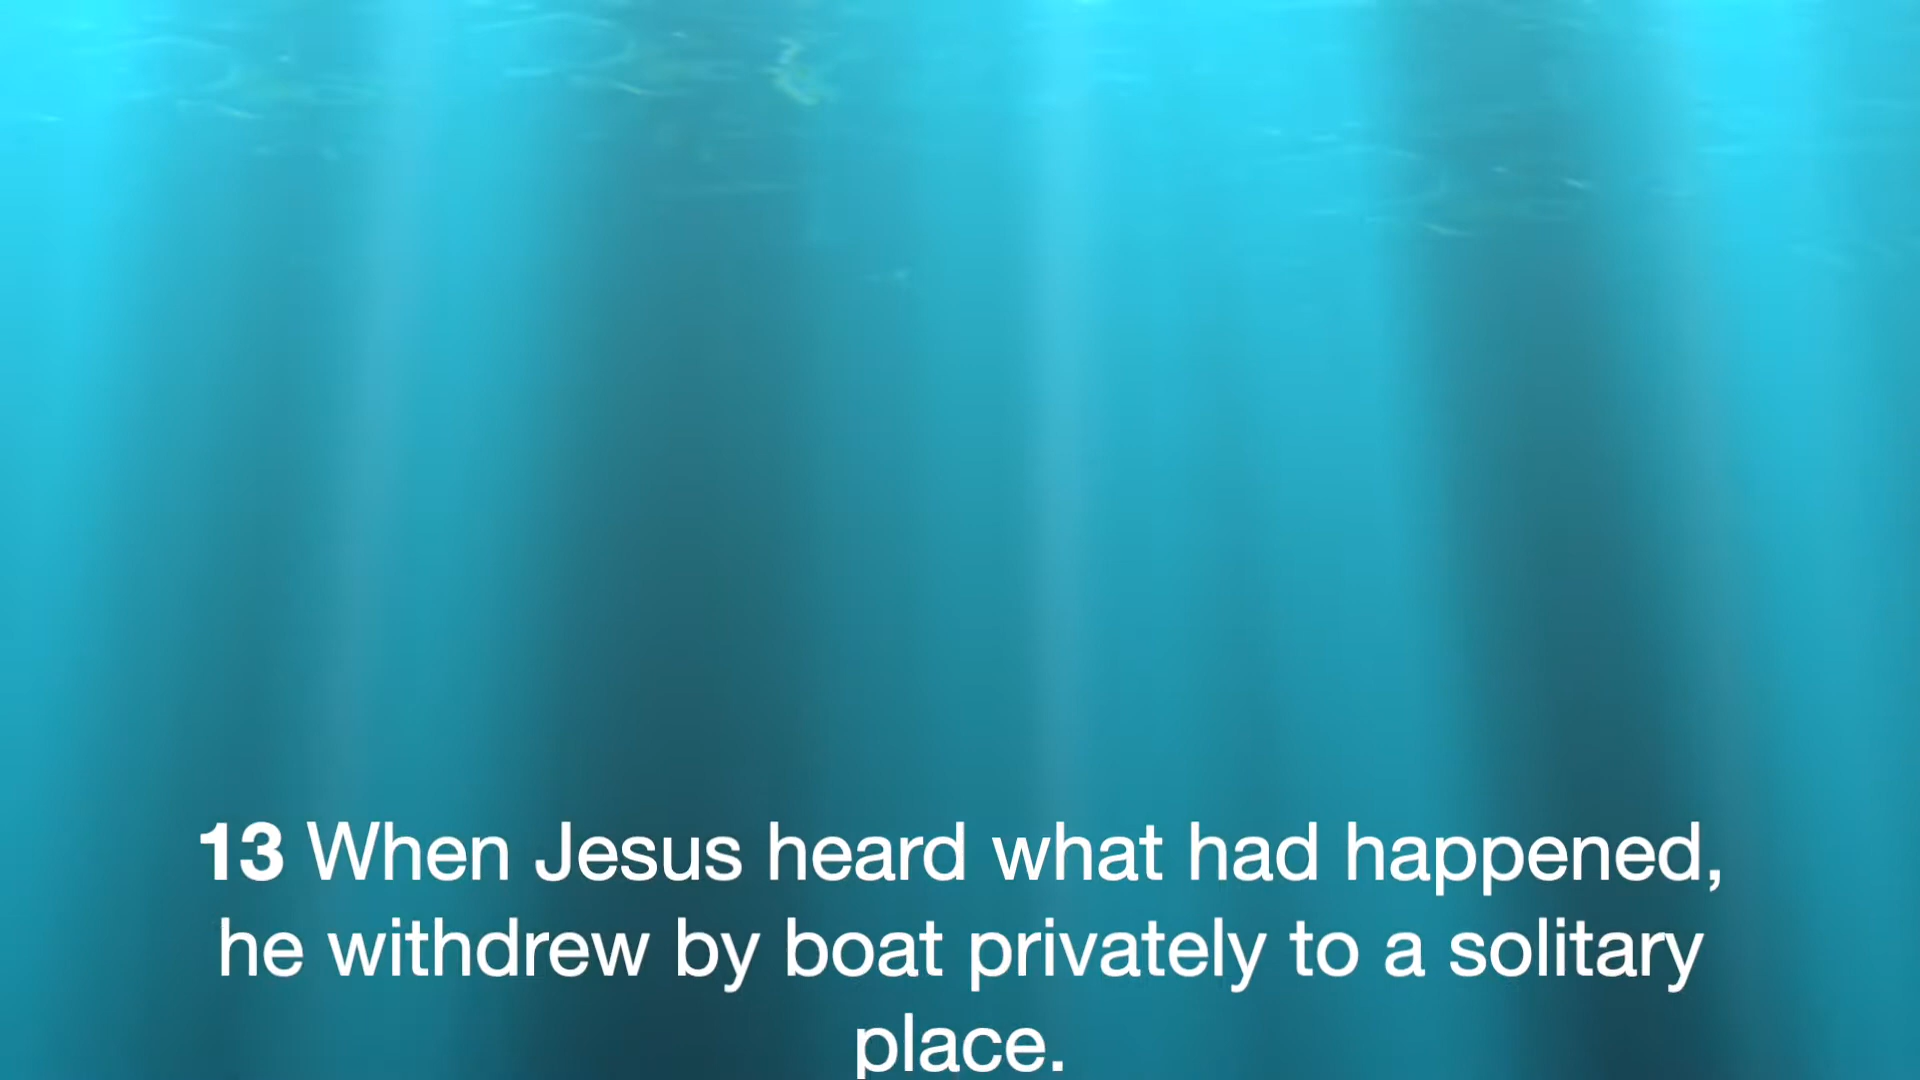 13 When Jesus heard what had happened,
he withdrew by boat privately to a solitary
place.